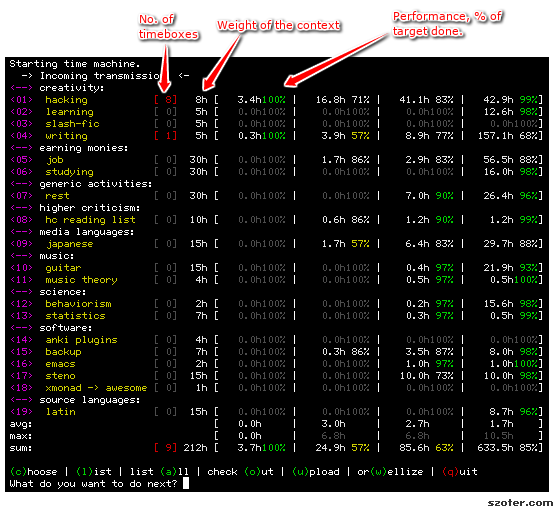 No. of
timeboxes
Weight of the context
Performance, % of
target done.
Starting time machine.
-> Incoming transmission <-
<--> creativity:
<01> hacking [ 8] 8h [ 3.4h100% | 16.8h 71% | 41.1h 83% | 42.9h 99%]
<02> learning [ 0] 5h [ 0.0h100% | 0.0h100% | 0.0h100% | 12.6h 98%]
<03> slash-fic [ 0] 5h [ 0.0h100% | 0.0h100% | 0.0h100% | 0.0h100%]
<04> writing [ 1] 5h [ 0.3h100% | 3.9h 57% | 8.9h 77% | 157.1h 68%]
<--> earning monies:
<05> job [ 0] 30h [ 0.0h100% | 1.7h 86% | 2.9h 83% | 56.5h 88%]
<06> studying [ 0] 30h [ 0.0h100% | 0.0h100% | 0.0h100% | 16.0h 98%]
<--> generic activities:
<07> rest [ 0] 30h [ 0.0h100% | 0.0h100% | 7.0h 90% | 26.4h 96%]
<--> higher criticism:
<08> hc reading list [ 0] 10h [ 0.0h100% | 0.6h 86% | 1.2h 90% | 1.2h 99%]
<--> media languages:
<09> japanese [ 0] 15h [ 0.0h100% | 1.7h 57% | 6.4h 83% | 29.7h 88%]
<--> music:
<10> guitar [ 0] 15h [ 0.0h100% | 0.0h100% | 0.4h 97% | 21.9h 93%]
<11> music theory [ 0] 4h [ 0.0h100% | 0.0h100% | 0.5h 97% | 0.5h100%]
<--> science:
<12> behaviorism [ 0] 2h [ 0.0h100% | 0.0h100% | 0.2h 97% | 15.6h 98%]
<13> statistics [ 0] 7h [ 0.0h100% | 0.0h100% | 0.3h 97% | 0.5h 99%]
<--> software:
<14> anki plugins [ 0] 4h [ 0.0h100% | 0.0h100% | 0.0h100% | 0.0h100%]
<15> backup [ 0] 7h [ 0.0h100% | 0.3h 86% | 3.5h 87% | 8.0h 98%]
<16> emacs [ 0] 2h [ 0.0h100% | 0.0h100% | 1.0h 97% | 1.0h100%]
<17> steno [ 0] 15h [ 0.0h100% | 0.0h100% | 10.0h 73% | 10.0h 98%]
<18> xmonad -> awesome [ 0] 1h [ 0.0h100% | 0.0h100% | 0.0h100% | 0.0h100%]
<--> source languages:
<19> latin [ 0] 15h [ 0.0h100% | 0.0h100% | 0.0h100% | 8.7h 96%]
avg: [ 0.0h | 3.0h | 2.7h | 1.7h ]
max: [ 0.0h | 6.8h | 6.8h | 10.5h ]
sum: [ 9] 212h [ 3.7h100% | 24.9h 57% | 85.6h 63% | 633.5h 85%]
(c)hoose | (l)ist | list (a)ll | check (o)ut | (u)pload | or(w)ellize | (q)uit
What do you want to do next?
szoter.com